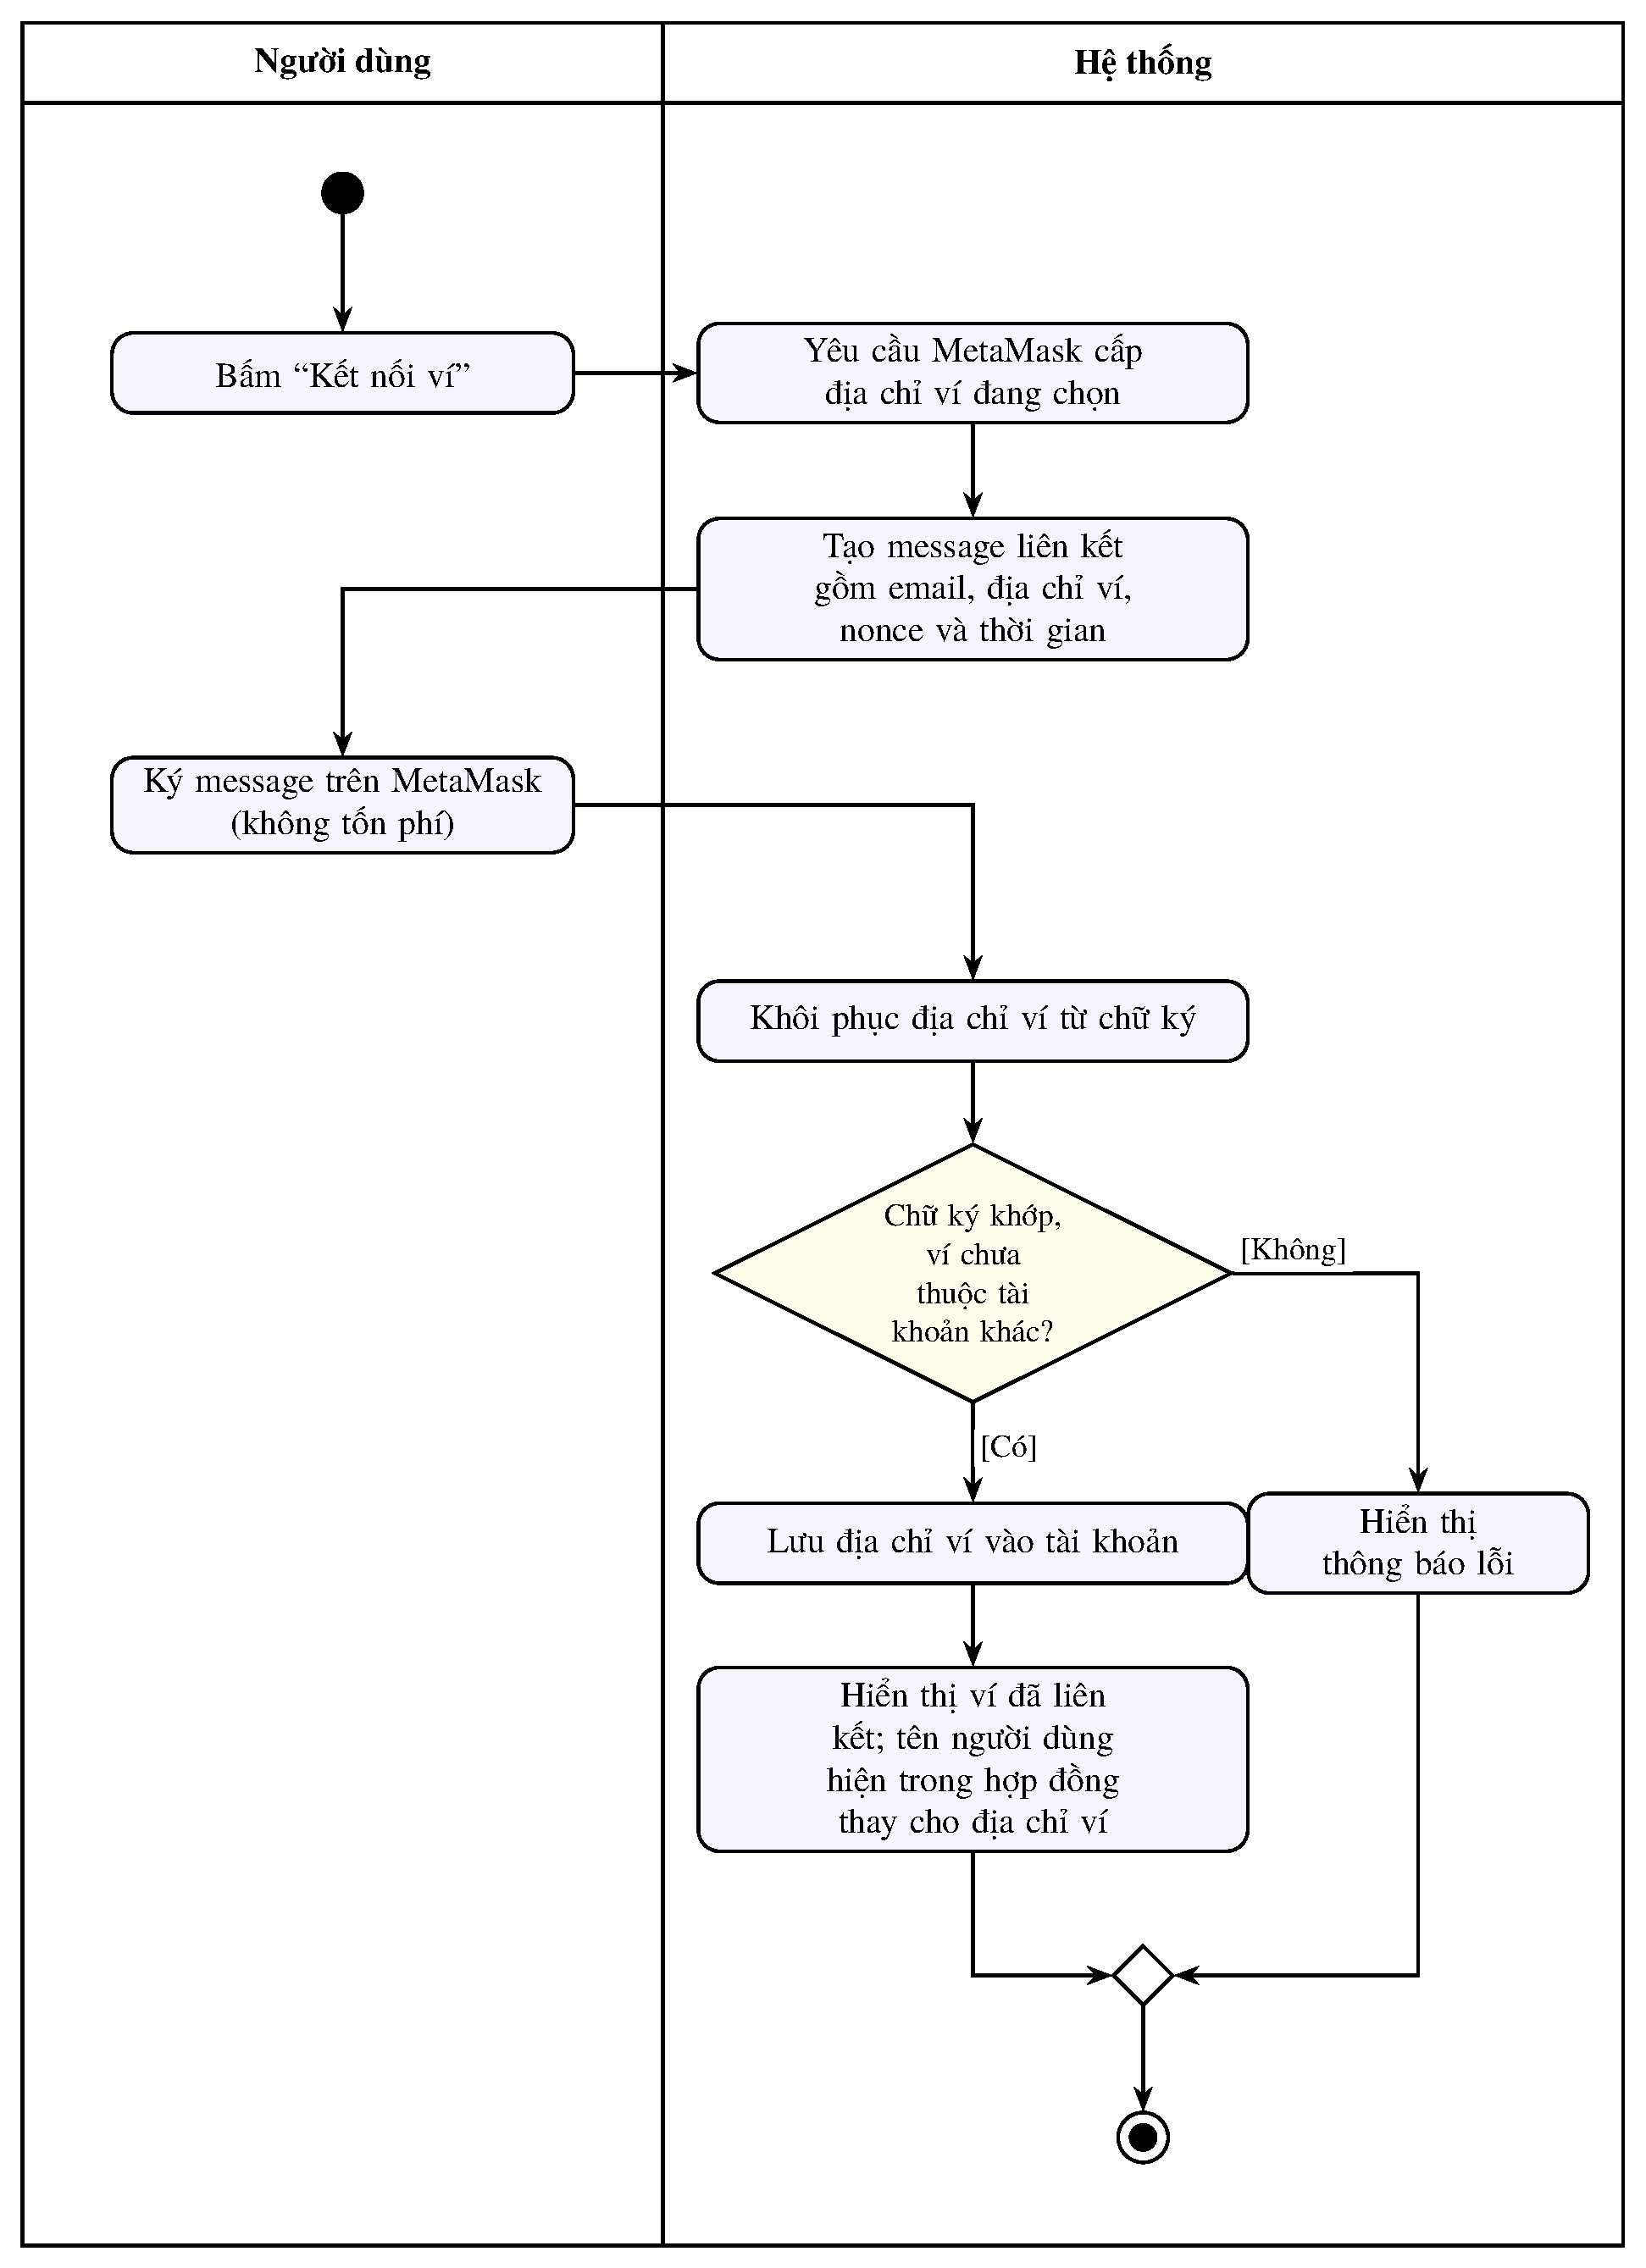 Người dùng
Hệ thống
Bấm “Kết nối ví”
Yêu cầu MetaMask cấp
địa chỉ ví đang chọn
Tạo message liên kết
gồm email, địa chỉ ví,
nonce và thời gian
Ký message trên MetaMask
(không tốn phí)
Khôi phục địa chỉ ví từ chữ ký
Chữ ký khớp,
ví chưa
thuộc tài
khoản khác?
[Không]
[Có]
Lưu địa chỉ ví vào tài khoản
Hiển thị
thông báo lỗi
Hiển thị ví đã liên
kết; tên người dùng
hiện trong hợp đồng
thay cho địa chỉ ví